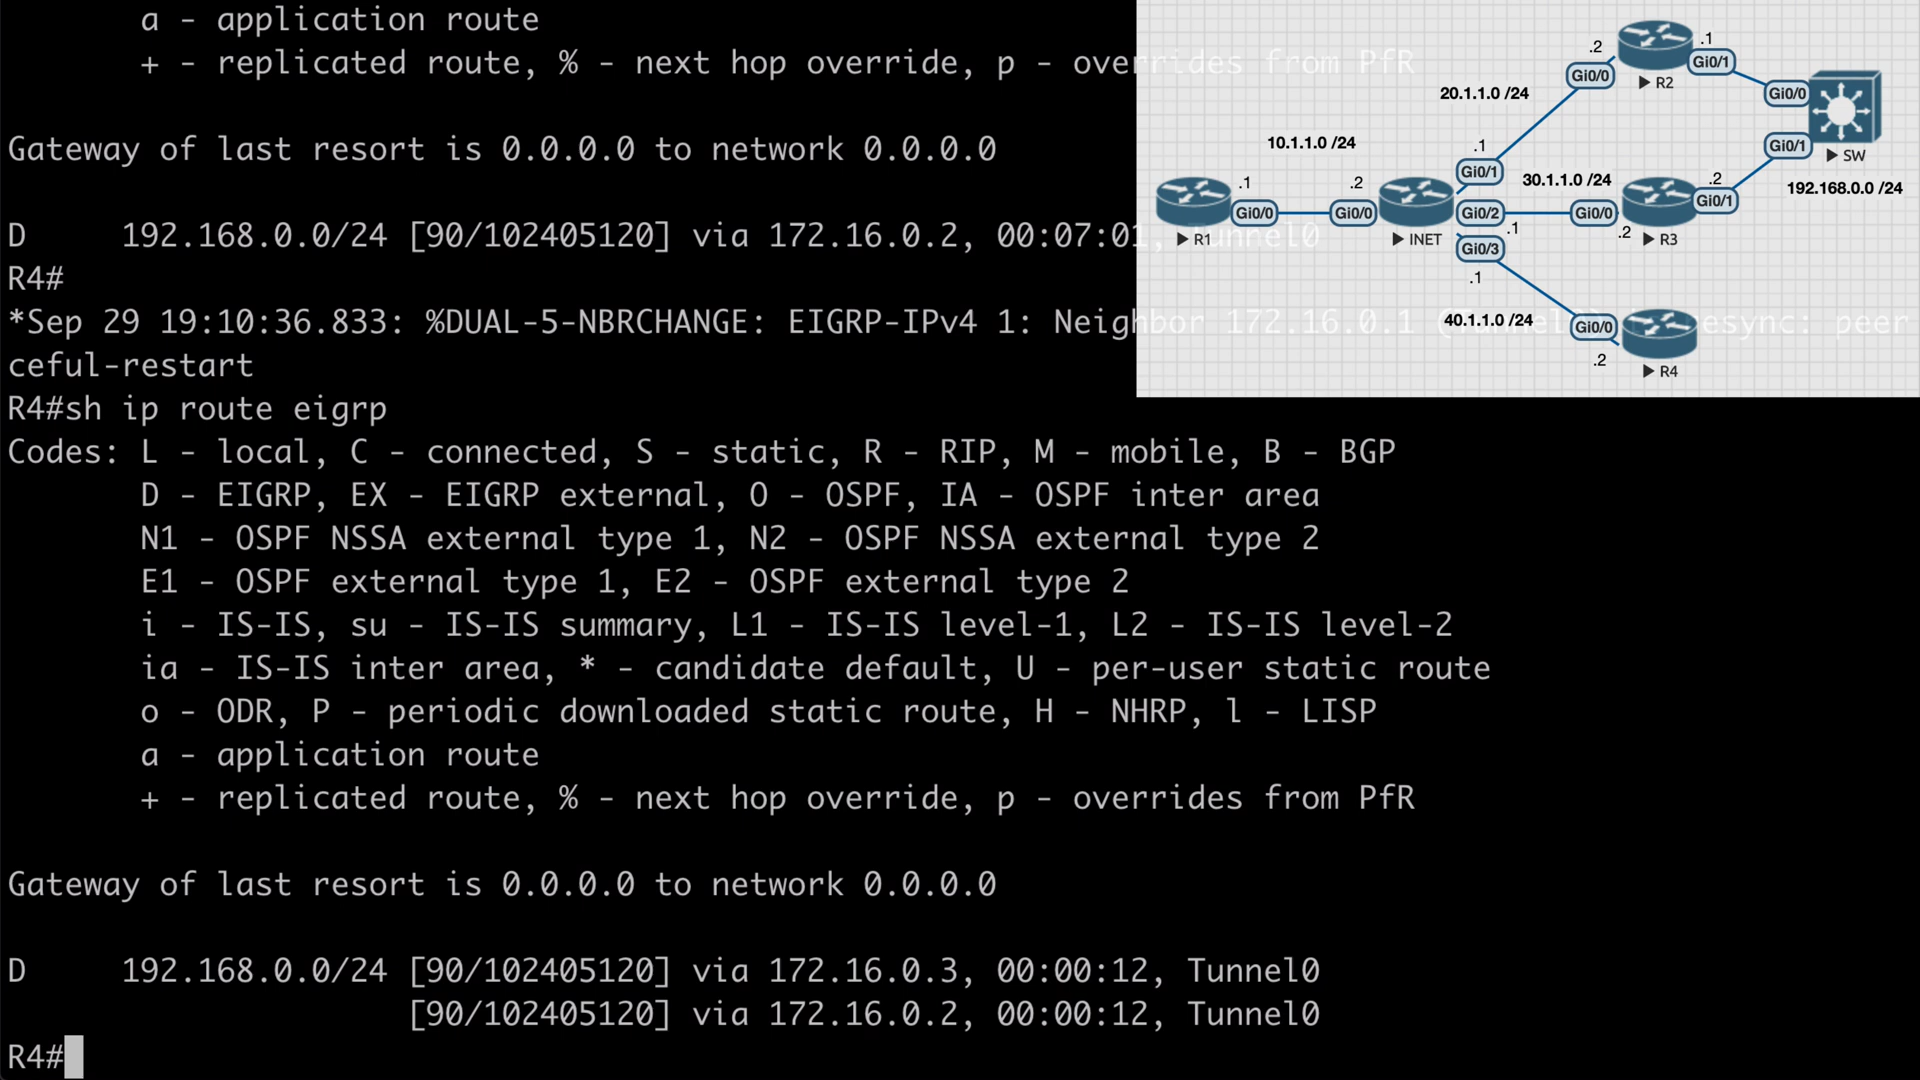 a - application route
+ - replicated route, % - next hop override, p - overrides from PfR
Gateway of last resort is 0.0.0.0 to network 0.0.0.0
D     192.168.0.0/24 [90/102405120] via 172.16.0.2, 00:07:01, Tunnel0
R4#
*Sep 29 19:10:36.833: %DUAL-5-NBRCHANGE: EIGRP-IPv4 1: Neighbor 172.16.0.1 esync: peer
ceful-restart
R4#sh ip route eigrp
Codes: L - local, C - connected, S - static, R - RIP, M - mobile, B - BGP
D - EIGRP, EX - EIGRP external, O - OSPF, IA - OSPF inter area
N1 - OSPF NSSA external type 1, N2 - OSPF NSSA external type 2
E1 - OSPF external type 1, E2 - OSPF external type 2
i - IS-IS, su - IS-IS summary, L1 - IS-IS level-1, L2 - IS-IS level-2
ia - IS-IS inter area, * - candidate default, U - per-user static route
o - ODR, P - periodic downloaded static route, H - NHRP, l - LISP
a - application route
+ - replicated route, % - next hop override, p - overrides from PfR
Gateway of last resort is 0.0.0.0 to network 0.0.0.0
D     192.168.0.0/24 [90/102405120] via 172.16.0.3, 00:00:12, Tunnel0
[90/102405120] via 172.16.0.2, 00:00:12, Tunnel0
R4#
.2
Gi0/0
R2
.1
Gi0/1
Gi0/0
20.1.1.0 /24
10.1.1.0 /24
.1
Gi0/1
Gi0/1
SW
.1
Gi0/0
R1
.2
Gi0/0
INET
30.1.1.0 /24
Gi0/2
.1
Gi0/0
.2
R3
.2
Gi0/1
192.168.0.0 /24
Gi0/3
.1
40.1.1.0 /24
Gi0/0
.2
R4